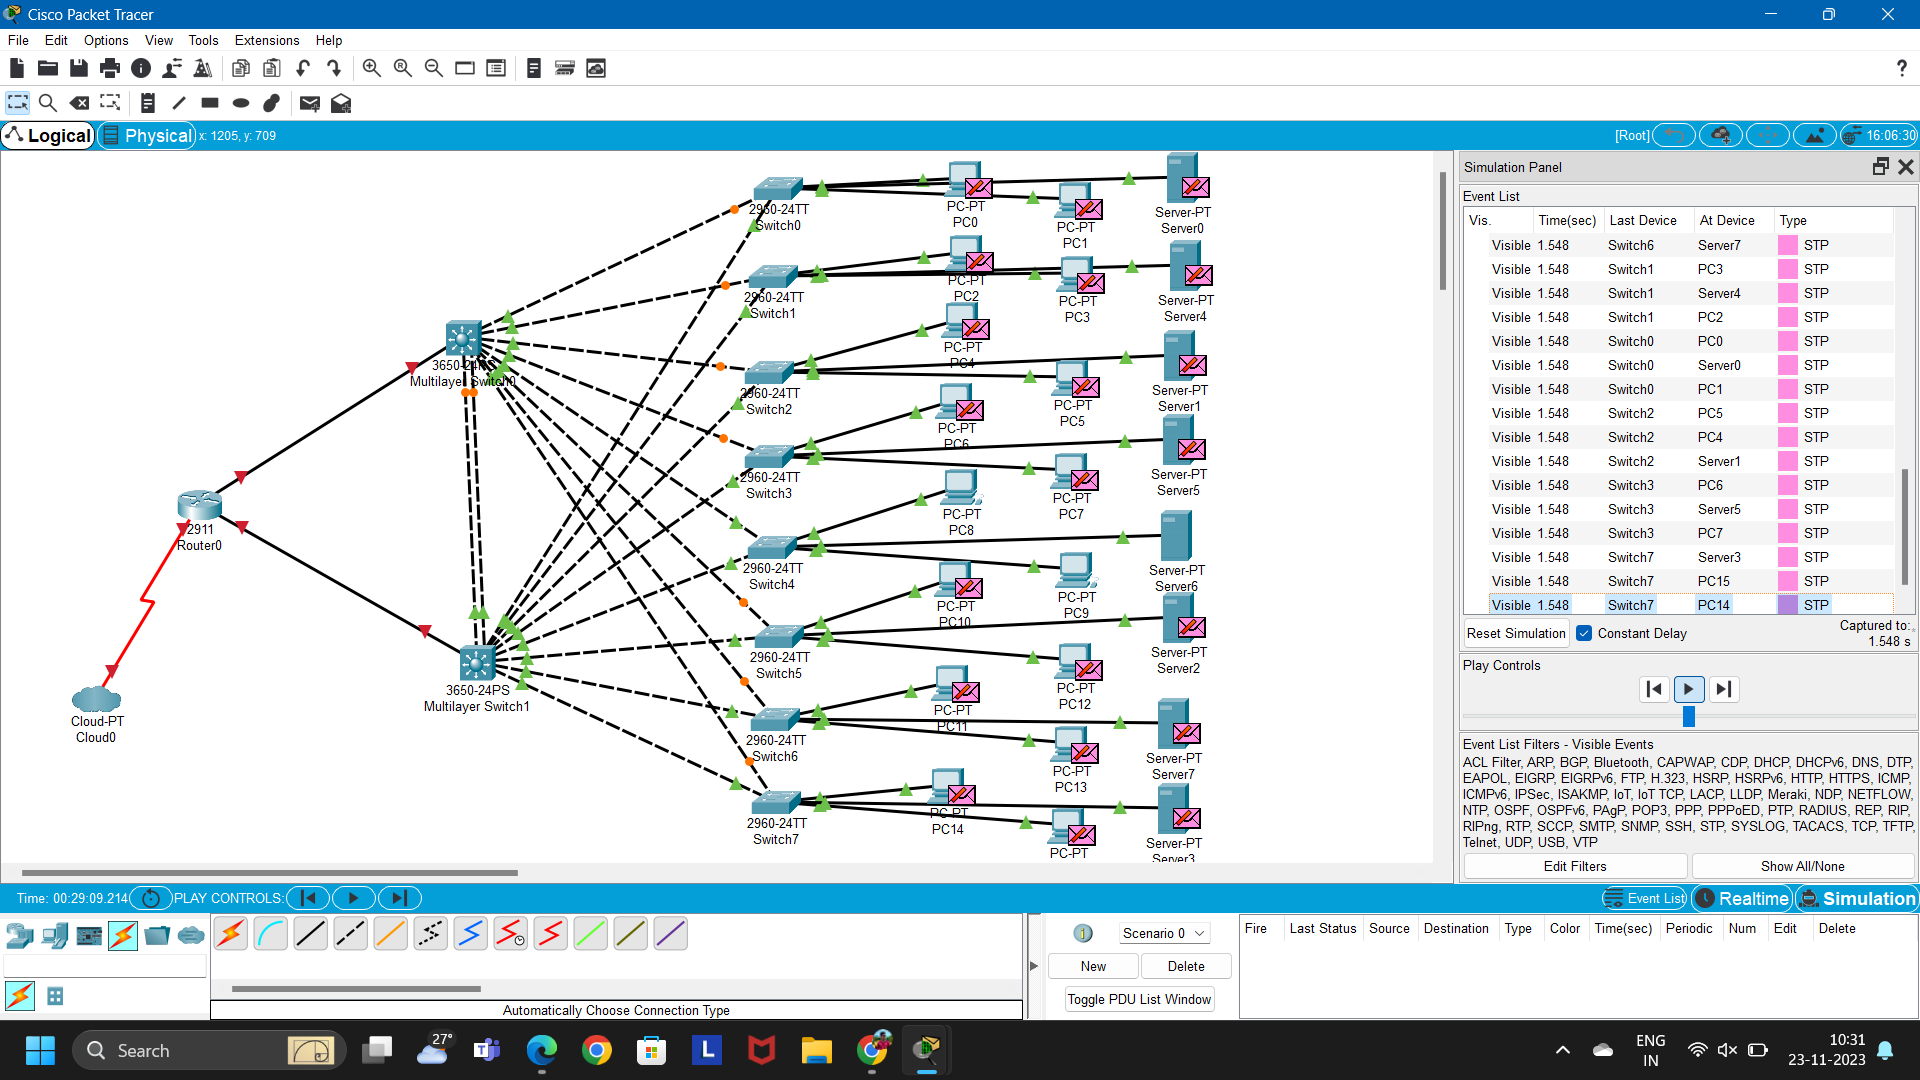 Cisco Packet Tracer
File Edit Options View Tools Extensions Help
Logical Physical x: 1205, y: 709 [Root] 16:06:30
2960-24TT
Switch0
PC-PT
PC0
PC-PT
PC1
Server-PT
Server0
2960-24TT
Switch1
PC-PT
PC2
PC-PT
PC3
Server-PT
Server4
3650-24PS
Multilayer Switch0
2960-24TT
Switch2
PC-PT
PC4
PC-PT
PC5
Server-PT
Server1
2960-24TT
Switch3
PC-PT
PC6
PC-PT
PC7
Server-PT
Server5
2911
Router0
2960-24TT
Switch4
PC-PT
PC8
PC-PT
PC9
Server-PT
Server6
2960-24TT
Switch5
PC-PT
PC10
PC-PT
PC12
Server-PT
Server2
3650-24PS
Multilayer Switch1
Cloud-PT
Cloud0
2960-24TT
Switch6
PC-PT
PC11
PC-PT
PC13
Server-PT
Server7
2960-24TT
Switch7
PC-PT
PC14
PC-PT
Server-PT
Server3
Simulation Panel
Event List
Vis. Time(sec) Last Device At Device Type
Visible 1.548 Switch6 Server7 STP
Visible 1.548 Switch1 PC3 STP
Visible 1.548 Switch1 Server4 STP
Visible 1.548 Switch1 PC2 STP
Visible 1.548 Switch0 PC0 STP
Visible 1.548 Switch0 Server0 STP
Visible 1.548 Switch0 PC1 STP
Visible 1.548 Switch2 PC5 STP
Visible 1.548 Switch2 PC4 STP
Visible 1.548 Switch2 Server1 STP
Visible 1.548 Switch3 PC6 STP
Visible 1.548 Switch3 Server5 STP
Visible 1.548 Switch3 PC7 STP
Visible 1.548 Switch7 Server3 STP
Visible 1.548 Switch7 PC15 STP
Visible 1.548 Switch7 PC14 STP
Reset Simulation Constant Delay Captured to:
1.548 s
Play Controls
Event List Filters - Visible Events
ACL Filter, ARP, BGP, Bluetooth, CAPWAP, CDP, DHCP, DHCPv6, DNS, DTP,
EAPOL, EIGRP, EIGRPv6, FTP, H.323, HSRP, HSRPv6, HTTP, HTTPS, ICMP,
ICMPv6, IPSec, ISAKMP, IoT, IoT TCP, LACP, LLDP, Meraki, NDP, NETFLOW,
NTP, OSPF, OSPFv6, PAgP, POP3, PPP, PPPoED, PTP, RADIUS, REP, RIP,
RIPng, RTP, SCCP, SMTP, SNMP, SSH, STP, SYSLOG, TACACS, TCP, TFTP,
Telnet, UDP, USB, VTP
Edit Filters Show All/None
Time: 00:29:09.214 PLAY CONTROLS: Event List Realtime Simulation
Scenario 0
New Delete
Toggle PDU List Window
Fire Last Status Source Destination Type Color Time(sec) Periodic Num Edit Delete
Automatically Choose Connection Type
Search 27° ENG
IN
10:31
23-11-2023